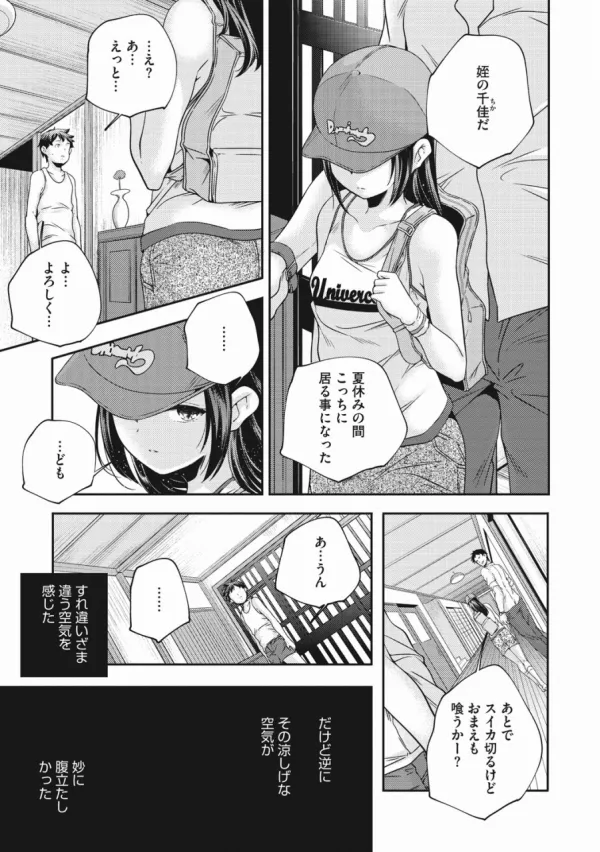 姪の千佳だ
ちか
夏休みの間
こっちに
居る事になった
Univerc
…え？
あ…
えっと…
よ…
よろしく…
……
…ども
あとで
スイカ切るけど
おまえも
喰うかー？
あ…うん
……
すれ違いざま
違う空気を
感じた
だけど逆に
その涼しげな
空気が
妙に
腹立たし
かった